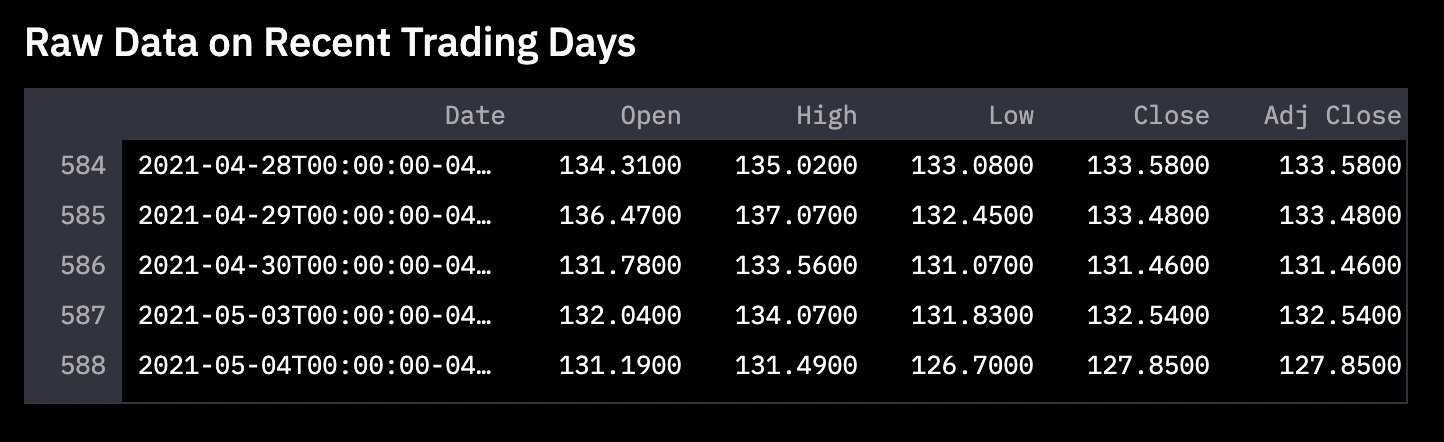 Raw Data on Recent Trading Days
Date Open High Low Close Adj Close
584 2021-04-28T00:00:00-04… 134.3100 135.0200 133.0800 133.5800 133.5800
585 2021-04-29T00:00:00-04… 136.4700 137.0700 132.4500 133.4800 133.4800
586 2021-04-30T00:00:00-04… 131.7800 133.5600 131.0700 131.4600 131.4600
587 2021-05-03T00:00:00-04… 132.0400 134.0700 131.8300 132.5400 132.5400
588 2021-05-04T00:00:00-04… 131.1900 131.4900 126.7000 127.8500 127.8500